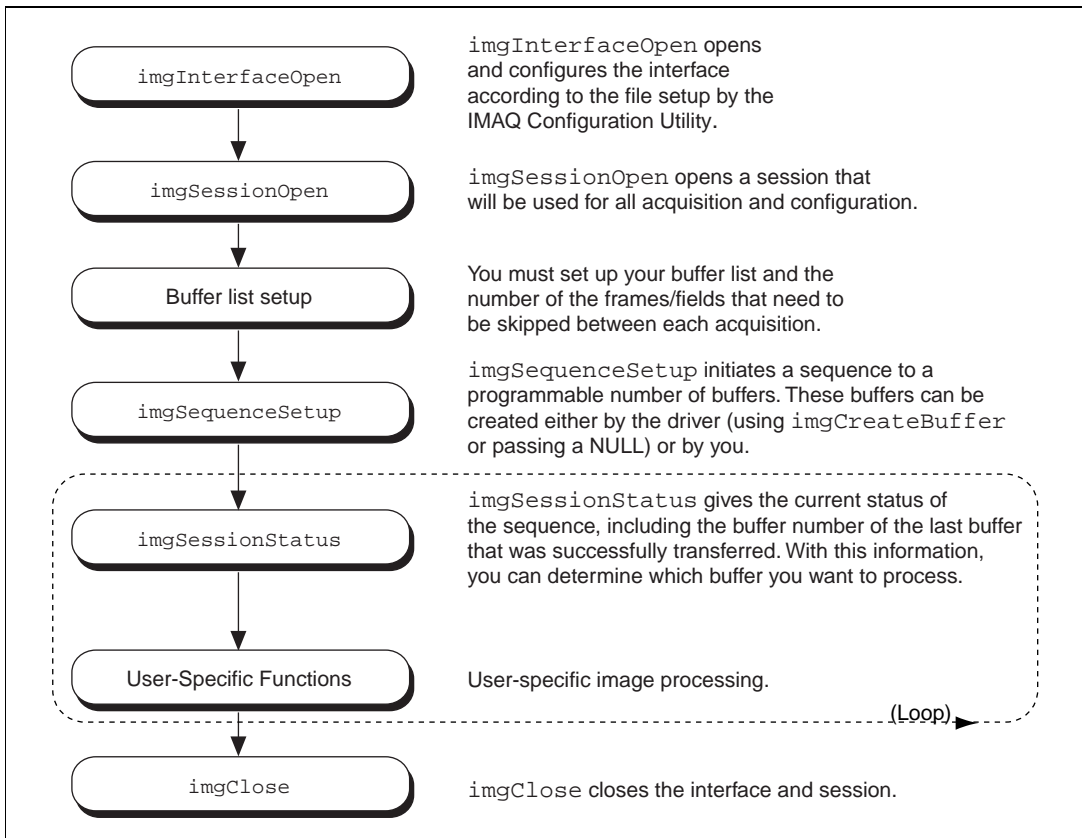 imgInterfaceOpen
imgInterfaceOpen opens
and configures the interface
according to the file setup by the
IMAQ Configuration Utility.
imgSessionOpen
imgSessionOpen opens a session that
will be used for all acquisition and configuration.
Buffer list setup
You must set up your buffer list and the
number of the frames/fields that need to
be skipped between each acquisition.
imgSequenceSetup
imgSequenceSetup initiates a sequence to a
programmable number of buffers. These buffers can be
created either by the driver (using imgCreateBuffer
or passing a NULL) or by you.
imgSessionStatus
imgSessionStatus gives the current status of
the sequence, including the buffer number of the last buffer
that was successfully transferred. With this information,
you can determine which buffer you want to process.
User-Specific Functions
User-specific image processing.
(Loop)
imgClose
imgClose closes the interface and session.